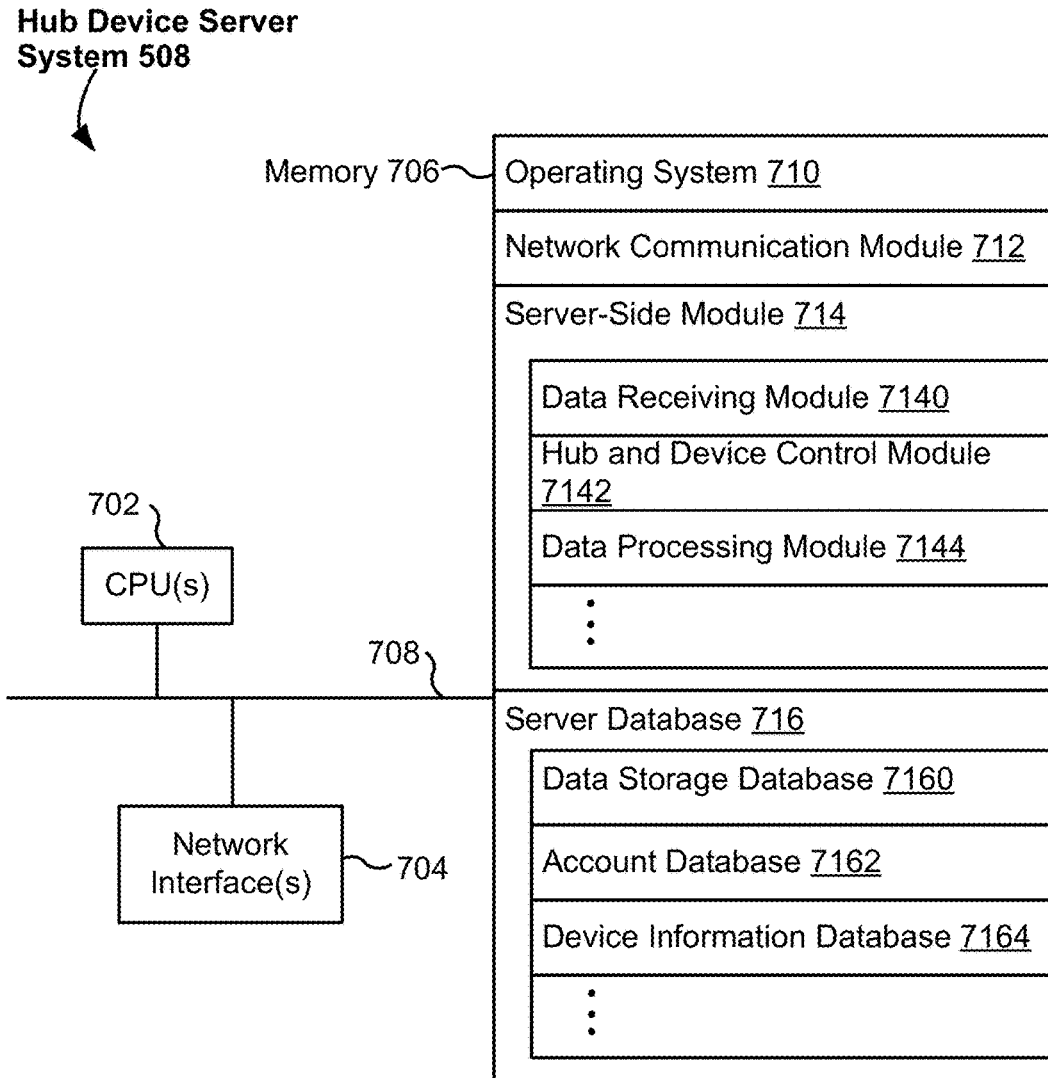 Hub Device Server
System 508
Memory 706
Operating System 710
Network Communication Module 712
Server-Side Module 714
Data Receiving Module 7140
Hub and Device Control Module
7142
Data Processing Module 7144
702
CPU(s)
708
Server Database 716
Data Storage Database 7160
Network
Interface(s)
704
Account Database 7162
Device Information Database 7164